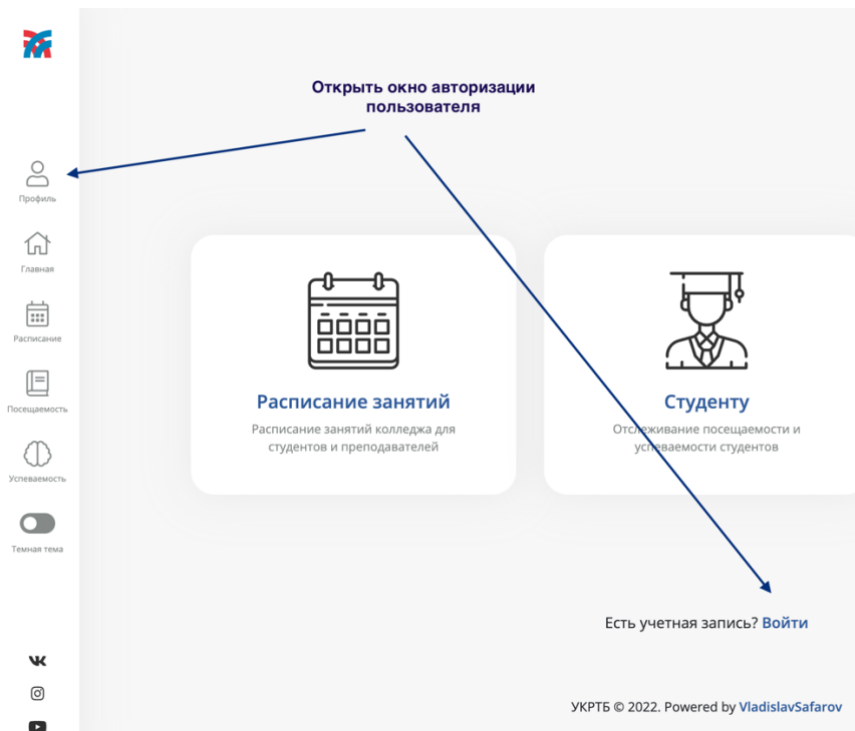 Открыть окно авторизации
пользователя
Профиль
Главная
Расписание
Посещаемость
Успеваемость
Темная тема
Расписание занятий
Расписание занятий колледжа для
студентов и преподавателей
Студенту
Отслеживание посещаемости и
успеваемости студентов
Есть учетная запись? Войти
УКРТБ © 2022. Powered by VladislavSafarov